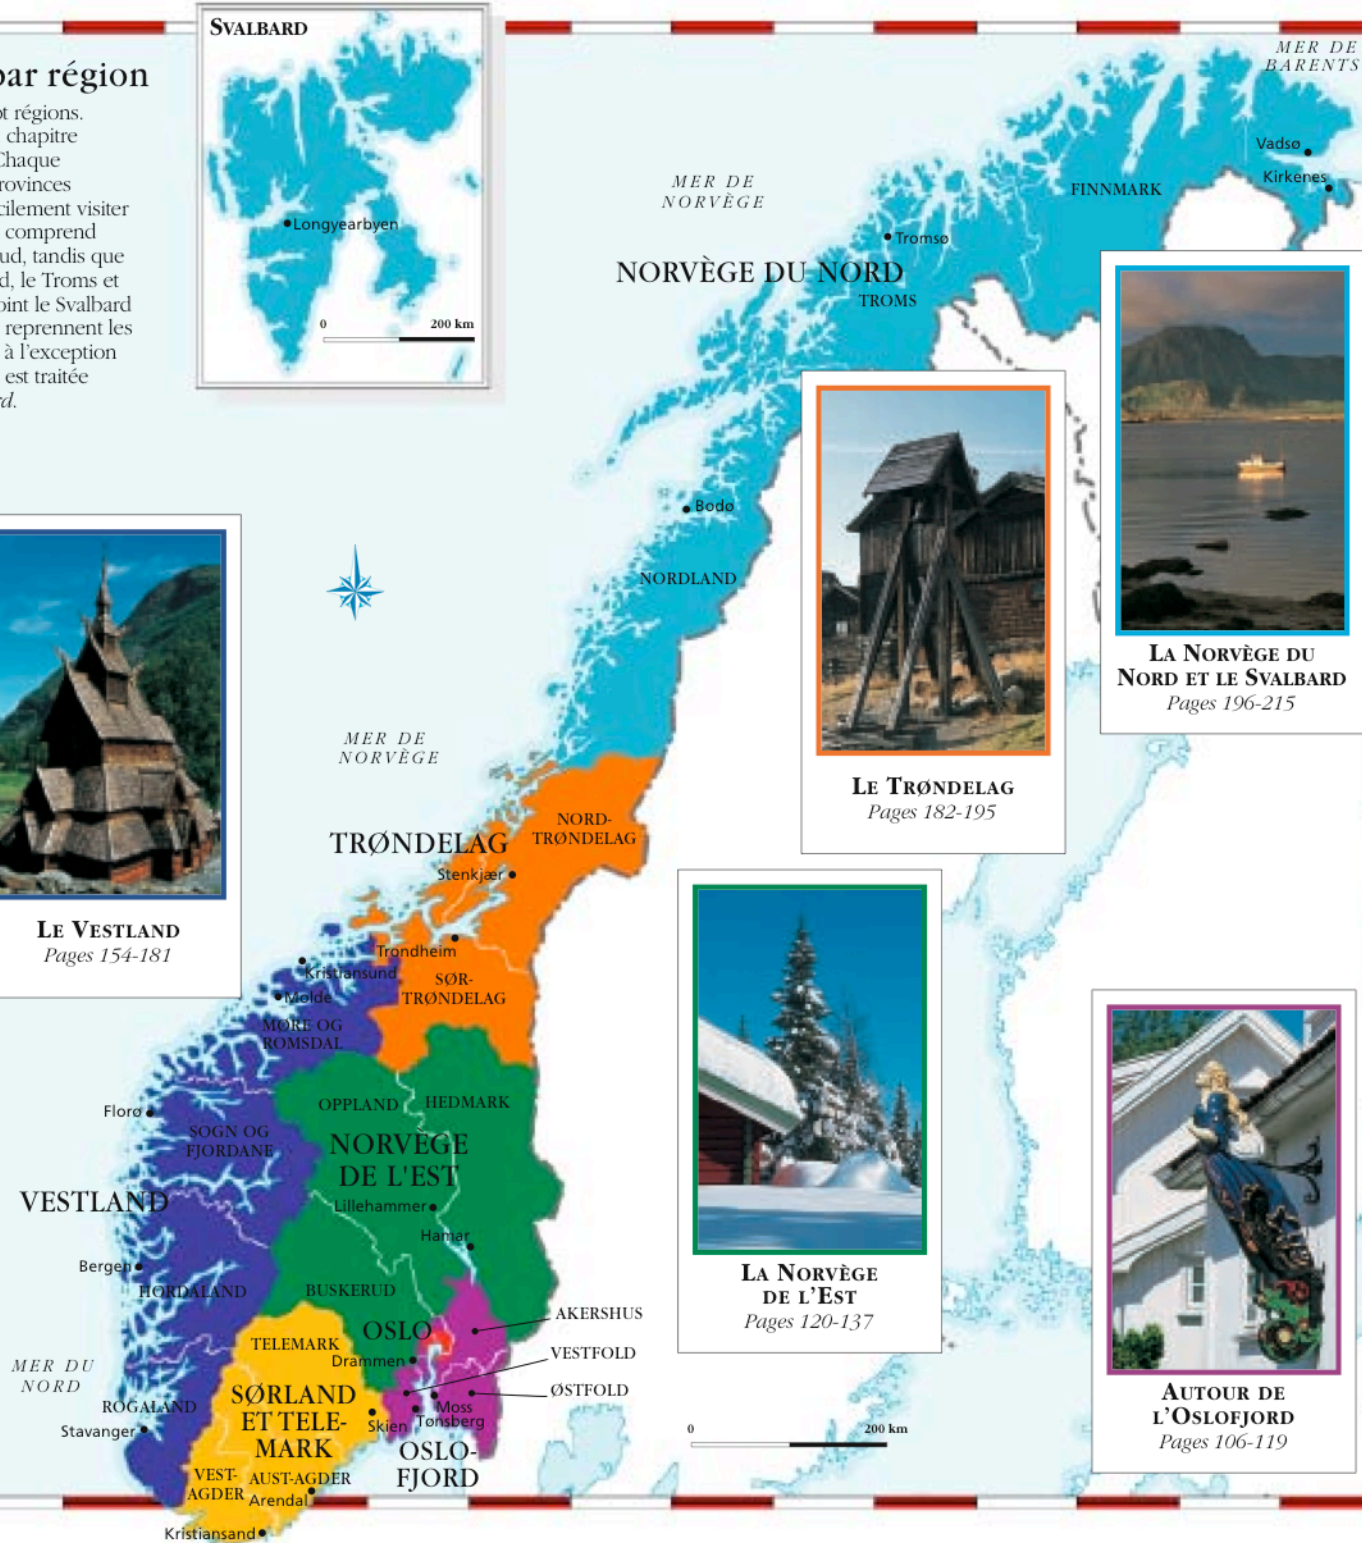 par région
pt régions.
chapitre
Chaque
rovinces
cilement visiter
comprend
ud, tandis que
d, le Troms et
oint le Svalbard
reprennent les
à l'exception
est traitée
rd.
SVALBARD
Longyearbyen
0 200 km
MER DE
BARENTS
Vadsø
Kirkenes
FINNMARK
MER DE
NORVÈGE
Tromsø
NORVÈGE DU NORD
TROMS
Bodø
NORDLAND
LA NORVÈGE DU
NORD ET LE SVALBARD
Pages 196-215
MER DE
NORVÈGE
LE TRØNDELAG
Pages 182-195
NORD-
TRØNDELAG
TRØNDELAG
Stenkjær
LE VESTLAND
Pages 154-181
Trondheim
Kristiansund
SØR-
TRØNDELAG
Molde
MØRE OG
ROMSDAL
OPPLAND
HEDMARK
Florø
SOGN OG
FJORDANE
NORVÈGE
DE L'EST
VESTLAND
Lillehammer
Hamar
Bergen
HORDALAND
BUSKERUD
LA NORVÈGE
DE L'EST
Pages 120-137
AKERSHUS
OSLO
TELEMARK
Drammen
VESTFOLD
MER DU
NORD
ØSTFOLD
SØRLAND
ET TELE-
MARK
ROGALAND
Moss
Skien
Tønsberg
Stavanger
OSLO-
FJORD
0 200 km
AUTOUR DE
L'OSLOFJORD
Pages 106-119
VEST-
AGDER
AUST-AGDER
Arendal
Kristiansand